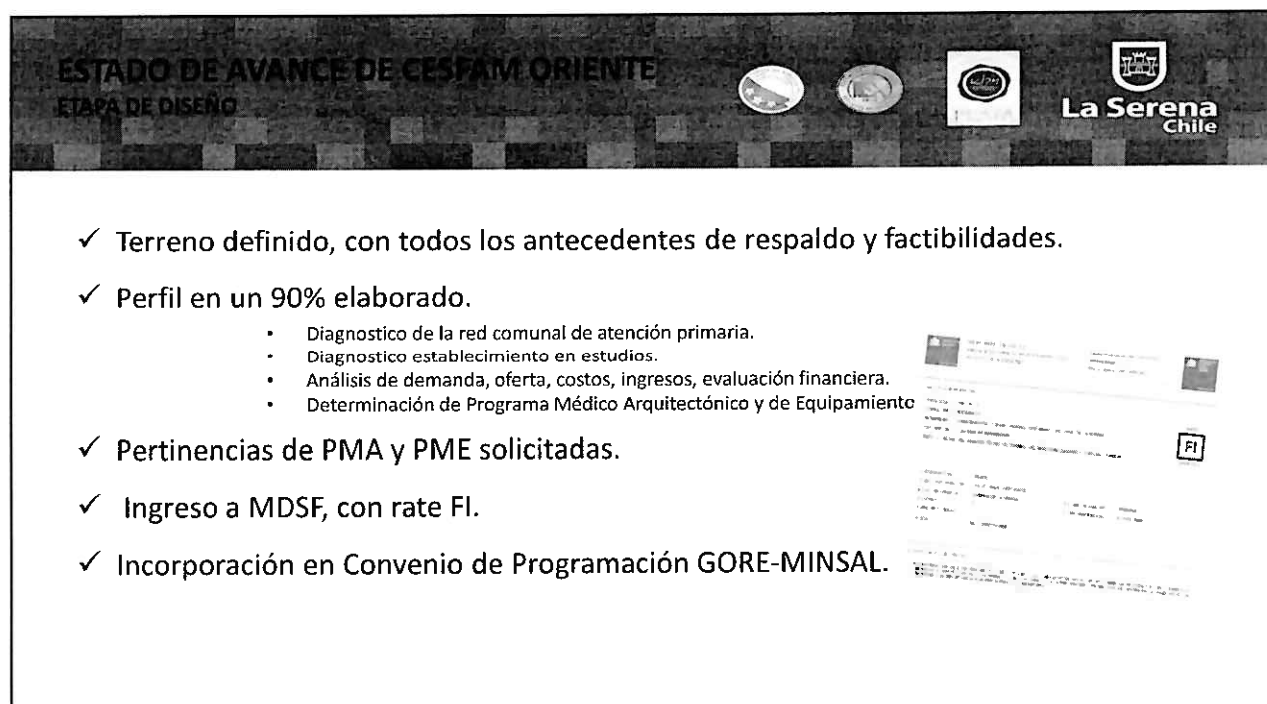 ESTADO DE AVANCE DE CESFAM ORIENTE
ETAPA DE DISEÑO
La Serena
Chile
✓ Terreno definido, con todos los antecedentes de respaldo y factibilidades.
✓ Perfil en un 90% elaborado.
• Diagnostico de la red comunal de atención primaria.
• Diagnostico establecimiento en estudios.
• Análisis de demanda, oferta, costos, ingresos, evaluación financiera.
• Determinación de Programa Médico Arquitectónico y de Equipamiento
FI
✓ Pertinencias de PMA y PME solicitadas.
✓ Ingreso a MDSF, con rate FI.
✓ Incorporación en Convenio de Programación GORE-MINSAL.